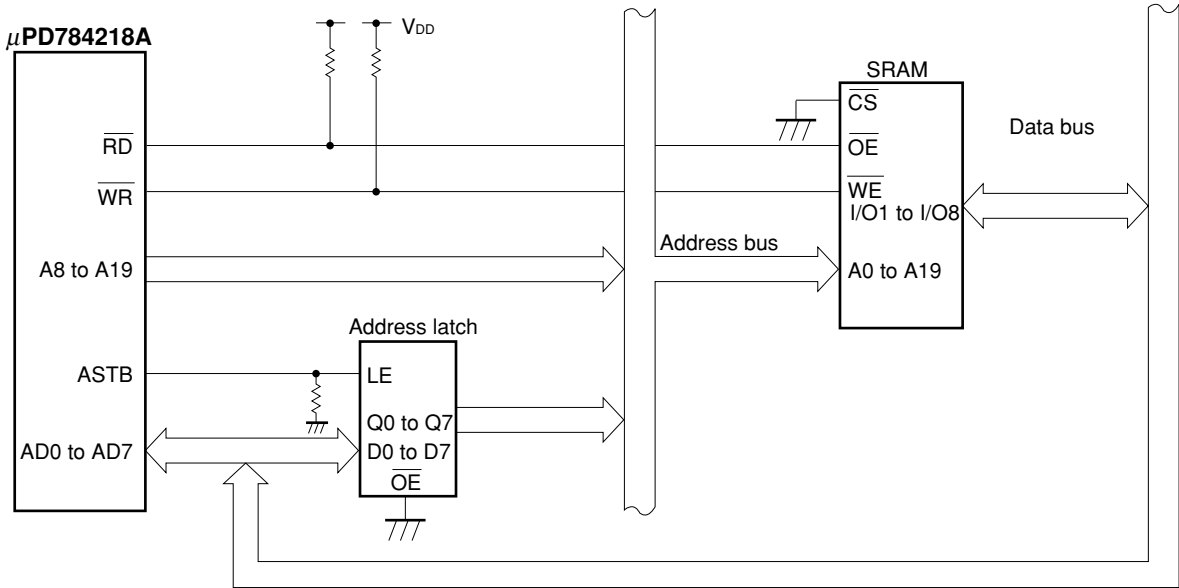 μPD784218A
VDD
SRAM
CS
RD
OE
Data bus
WR
WE
I/O1 to I/O8
Address bus
A8 to A19
A0 to A19
Address latch
ASTB
LE
Q0 to Q7
AD0 to AD7
D0 to D7
OE